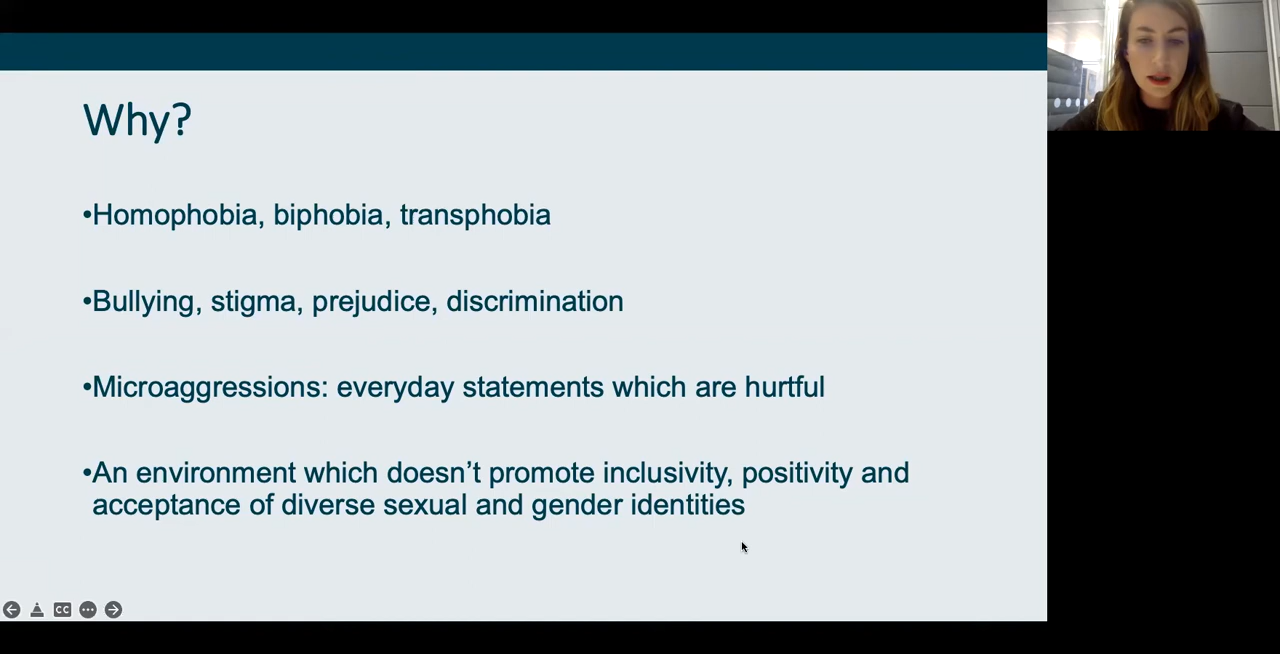 Why?
•Homophobia, biphobia, transphobia
•Bullying, stigma, prejudice, discrimination
•Microaggressions: everyday statements which are hurtful
•An environment which doesn’t promote inclusivity, positivity and
acceptance of diverse sexual and gender identities
CC